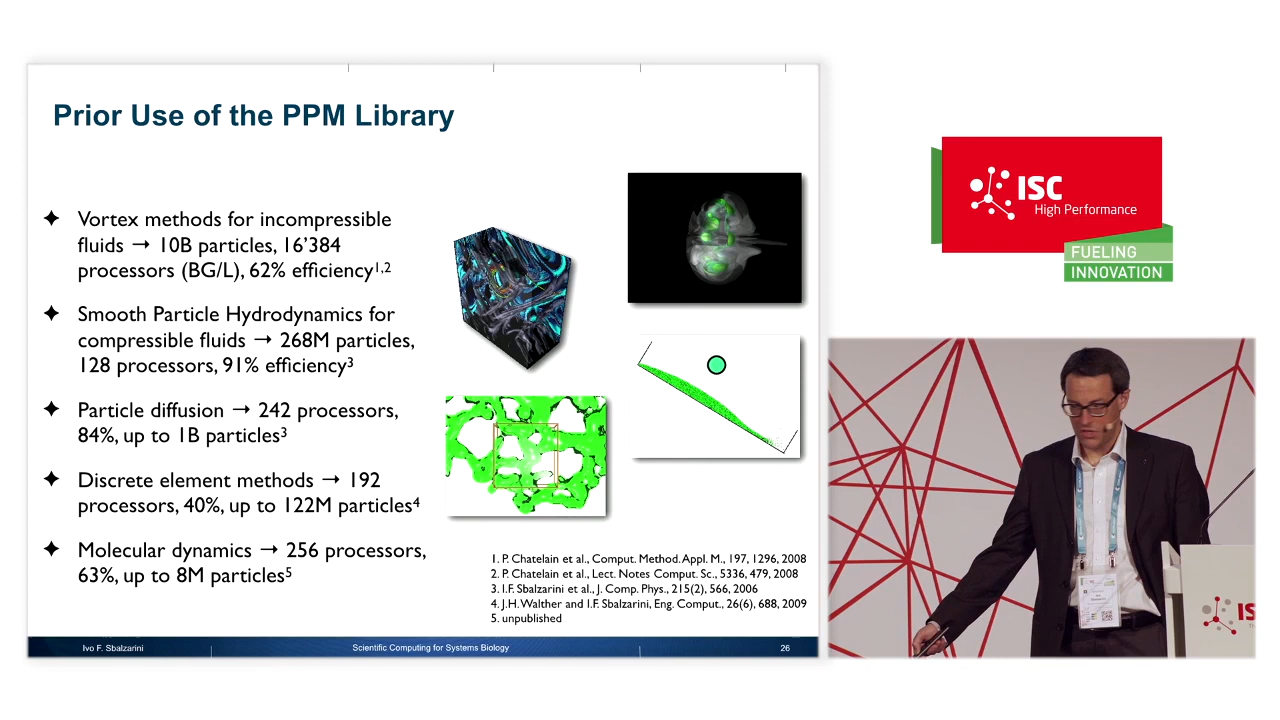 Prior Use of the PPM Library
✦ Vortex methods for incompressible
fluids → 10B particles, 16’384
processors (BG/L), 62% efficiency1,2
✦ Smooth Particle Hydrodynamics for
compressible fluids → 268M particles,
128 processors, 91% efficiency3
✦ Particle diffusion → 242 processors,
84%, up to 1B particles3
✦ Discrete element methods → 192
processors, 40%, up to 122M particles4
✦ Molecular dynamics → 256 processors,
63%, up to 8M particles5
1. P. Chatelain et al., Comput. Method. Appl. M., 197, 1296, 2008
2. P. Chatelain et al., Lect. Notes Comput. Sc., 5336, 479, 2008
3. I.F. Sbalzarini et al., J. Comp. Phys., 215(2), 566, 2006
4. J.H. Walther and I.F. Sbalzarini, Eng. Comput., 26(6), 688, 2009
5. unpublished
Ivo F. Sbalzarini
Scientific Computing for Systems Biology
26
ISC
High Performance
FUELING
INNOVATION
IS